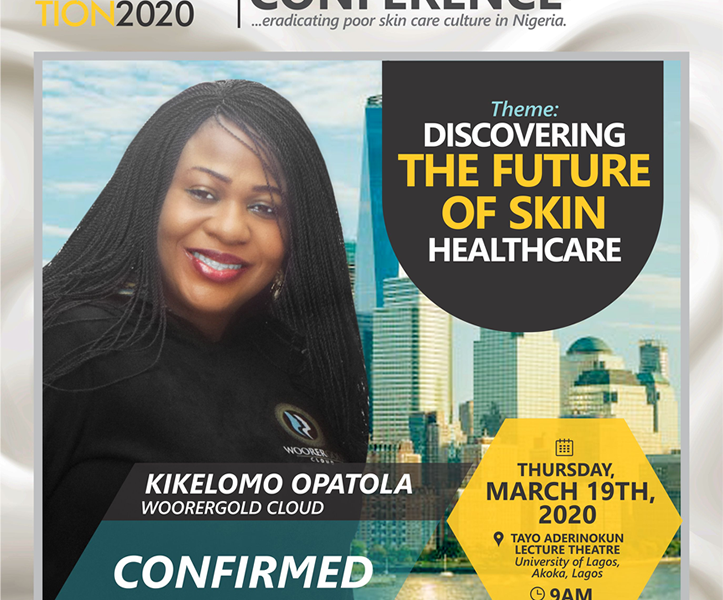 TION2020
CONFERENCE
...eradicating poor skin care culture in Nigeria.
Theme:
DISCOVERING
THE FUTURE
OF SKIN
HEALTHCARE
KIKELOMO OPATOLA
WOORERGOLD CLOUD
CONFIRMED
THURSDAY,
MARCH 19TH,
2020
TAYO ADERINOKUN
LECTURE THEATRE
University of Lagos,
Akoka, Lagos
9AM